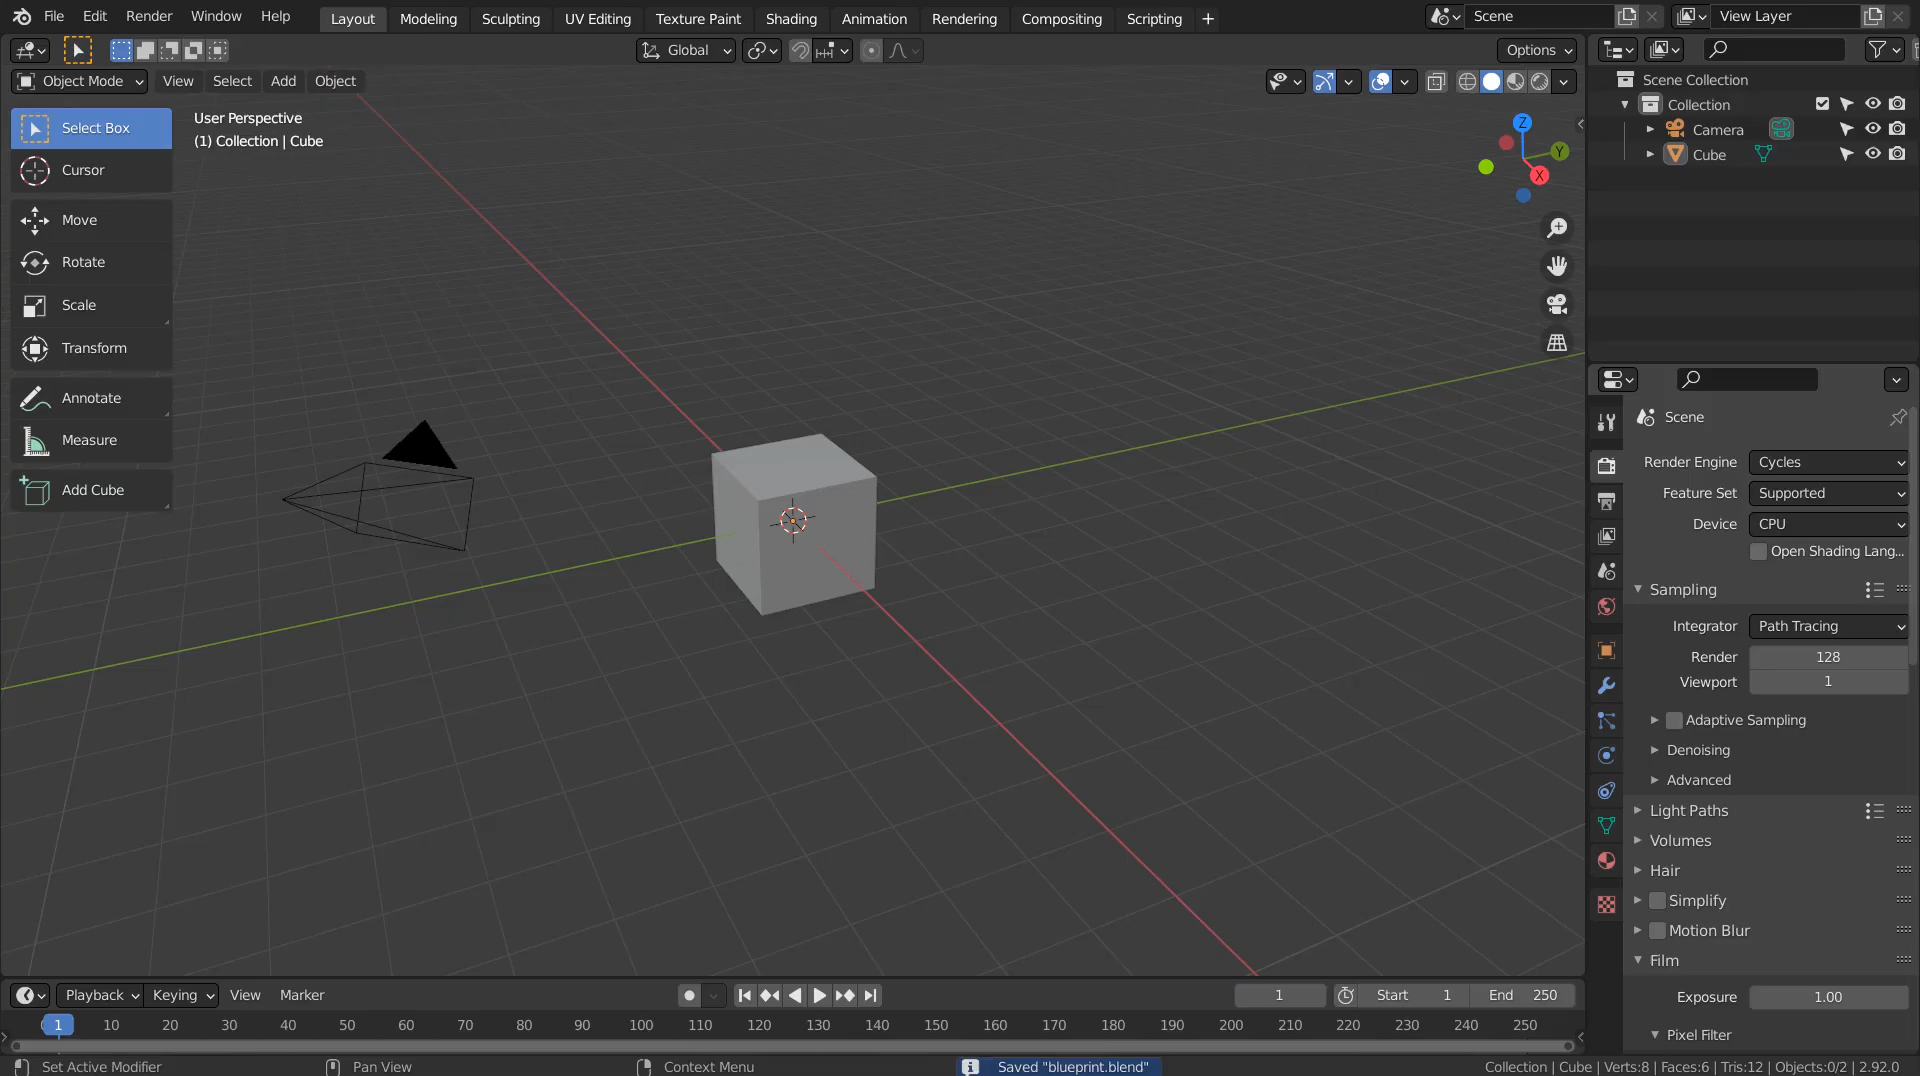 File Edit Render Window Help
Layout Modeling Sculpting UV Editing Texture Paint Shading Animation Rendering Compositing Scripting +
Scene
View Layer
Global
Options
Object Mode View Select Add Object
Select Box
Cursor
Move
Rotate
Scale
Transform
Annotate
Measure
Add Cube
User Perspective
(1) Collection | Cube
Z
Y
X
Scene Collection
Collection
Camera
Cube
Scene
Render Engine Cycles
Feature Set Supported
Device CPU
Open Shading Lang...
Sampling
Integrator Path Tracing
Render 128
Viewport 1
Adaptive Sampling
Denoising
Advanced
Light Paths
Volumes
Hair
Simplify
Motion Blur
Film
Exposure 1.00
Pixel Filter
Playback Keying View Marker
1
Start 1
End 250
1 10 20 30 40 50 60 70 80 90 100 110 120 130 140 150 160 170 180 190 200 210 220 230 240 250
Set Active Modifier
Pan View
Context Menu
Saved "blueprint.blend"
Collection | Cube | Verts:8 | Faces:6 | Tris:12 | Objects:0/2 | 2.92.0